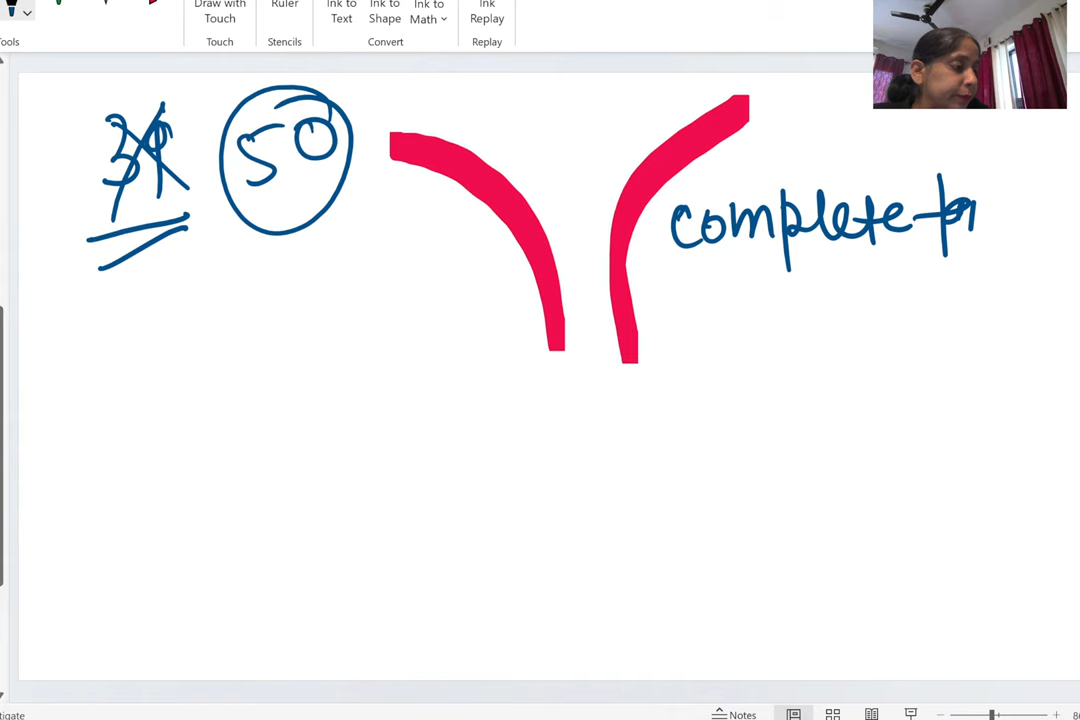 Draw with Touch
Ruler
Ink to Text
Ink to Shape
Ink to Math
Ink Replay
Touch
Stencils
Convert
Replay
50
complete
Notes